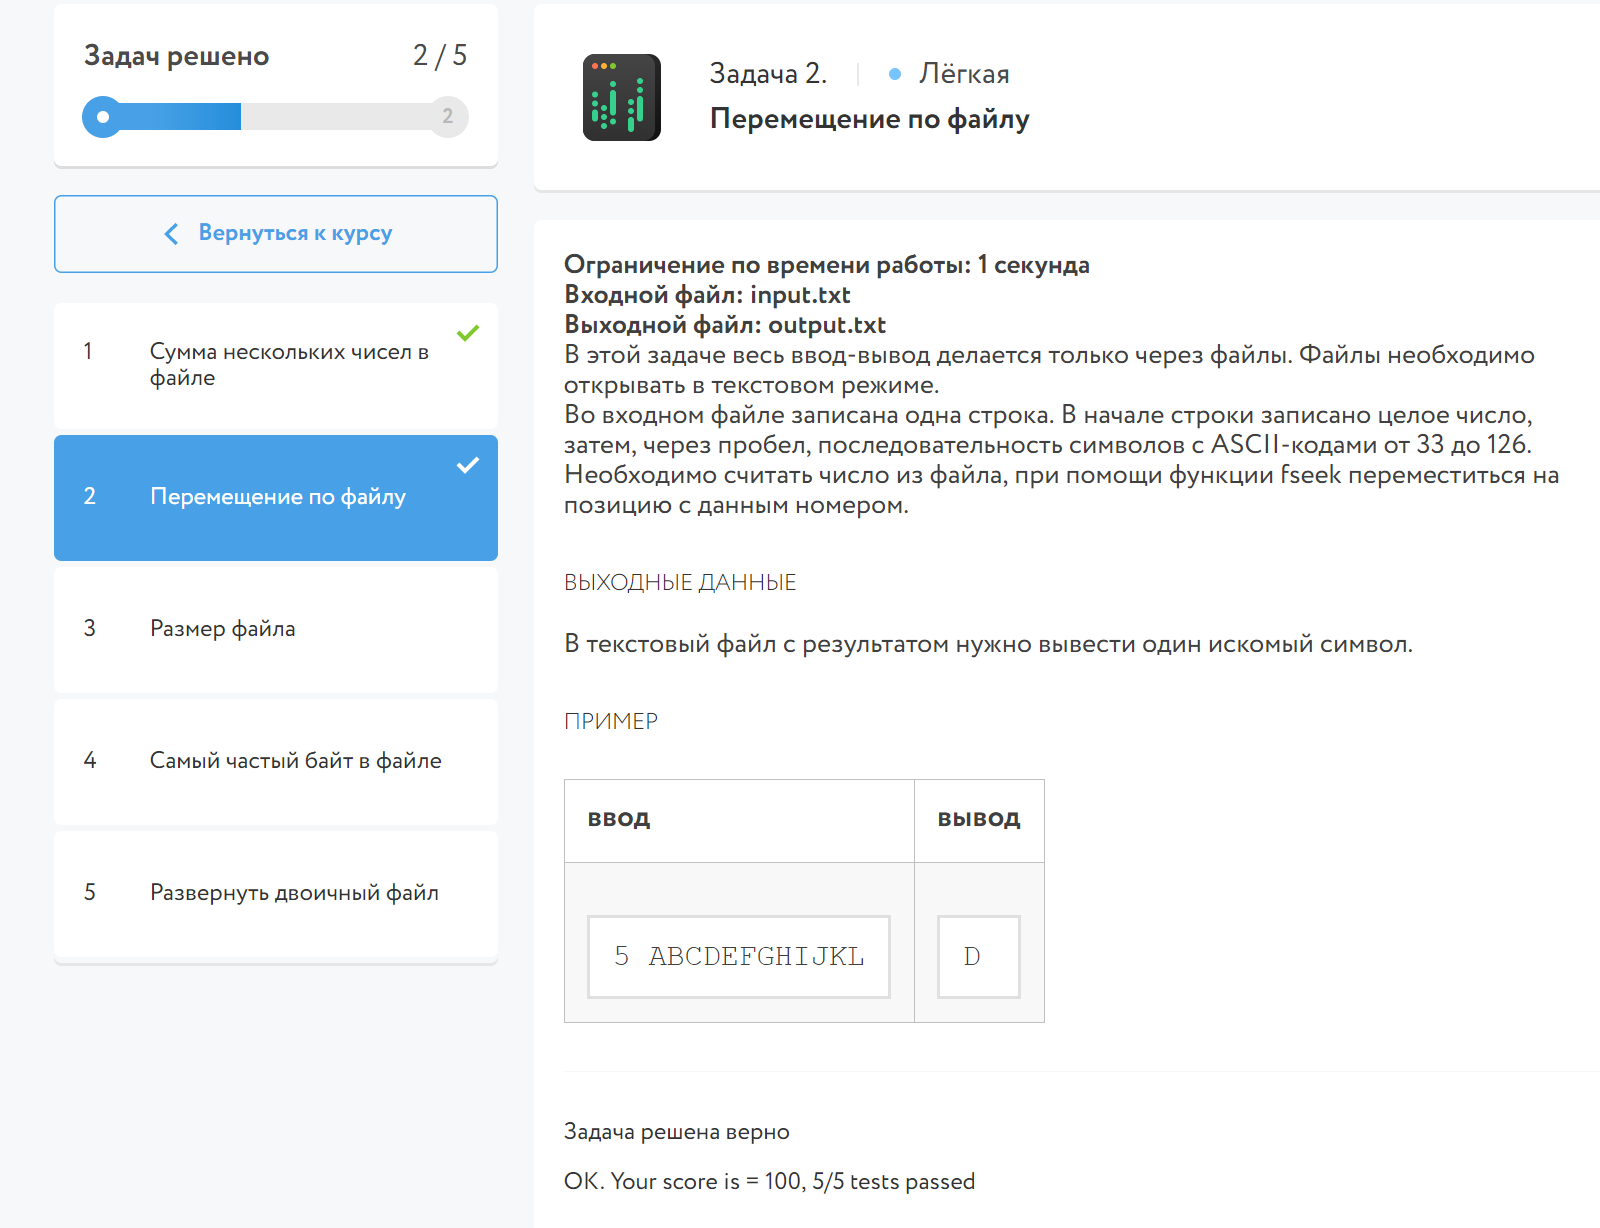 Задач решено 2 / 5
2
Вернуться к курсу
1 Сумма нескольких чисел в
файле
2 Перемещение по файлу
3 Размер файла
4 Самый частый байт в файле
5 Развернуть двоичный файл
Задача 2. Лёгкая
Перемещение по файлу
Ограничение по времени работы: 1 секунда
Входной файл: input.txt
Выходной файл: output.txt
В этой задаче весь ввод-вывод делается только через файлы. Файлы необходимо
открывать в текстовом режиме.
Во входном файле записана одна строка. В начале строки записано целое число,
затем, через пробел, последовательность символов с ASCII-кодами от 33 до 126.
Необходимо считать число из файла, при помощи функции fseek переместиться на
позицию с данным номером.
ВЫХОДНЫЕ ДАННЫЕ
В текстовый файл с результатом нужно вывести один искомый символ.
ПРИМЕР
ввод вывод
5 ABCDEFGHIJKL D
Задача решена верно
OK. Your score is = 100, 5/5 tests passed